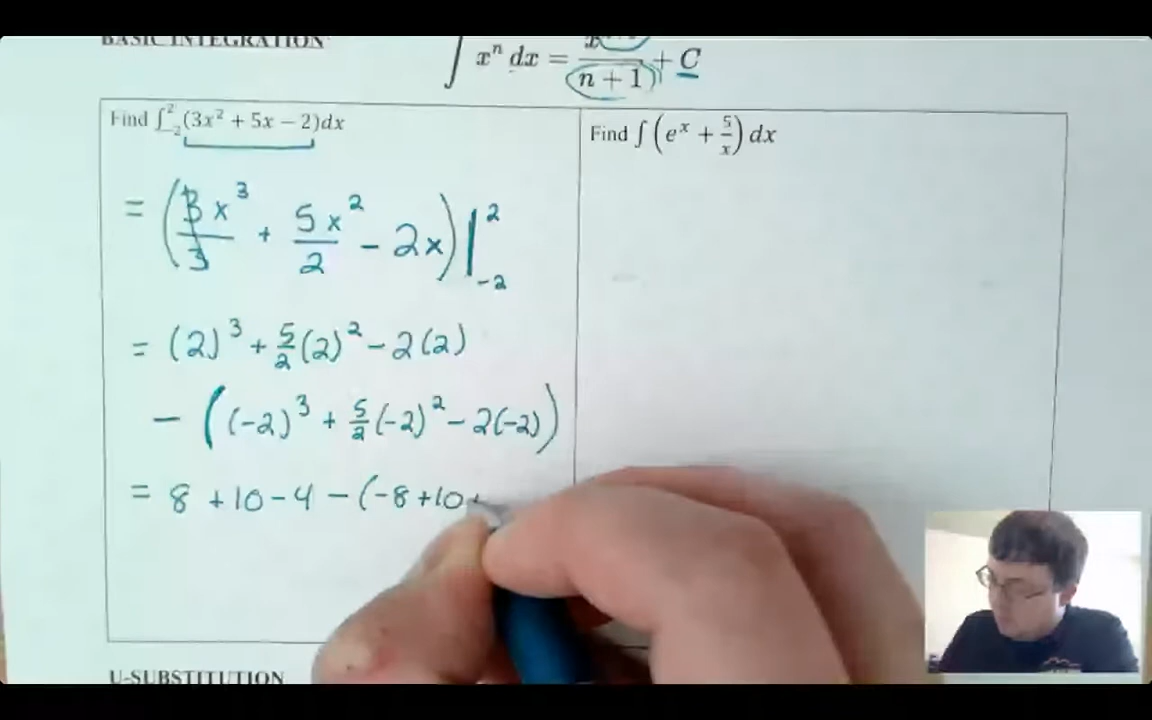 BASIC INTEGRATION
∫ xⁿ dx = / n + 1 + C
Find ∫₋₂² (3x² + 5x − 2)dx
= (3x³/3 + 5x²/2 − 2x) |₋₂²
= (2)³ + 5/2(2)² − 2(2)
− ((-2)³ + 5/2(-2)² − 2(-2))
= 8 + 10 − 4 − (-8 + 10 +
Find ∫ (eˣ + 5/x) dx
U-SUBSTITUTION